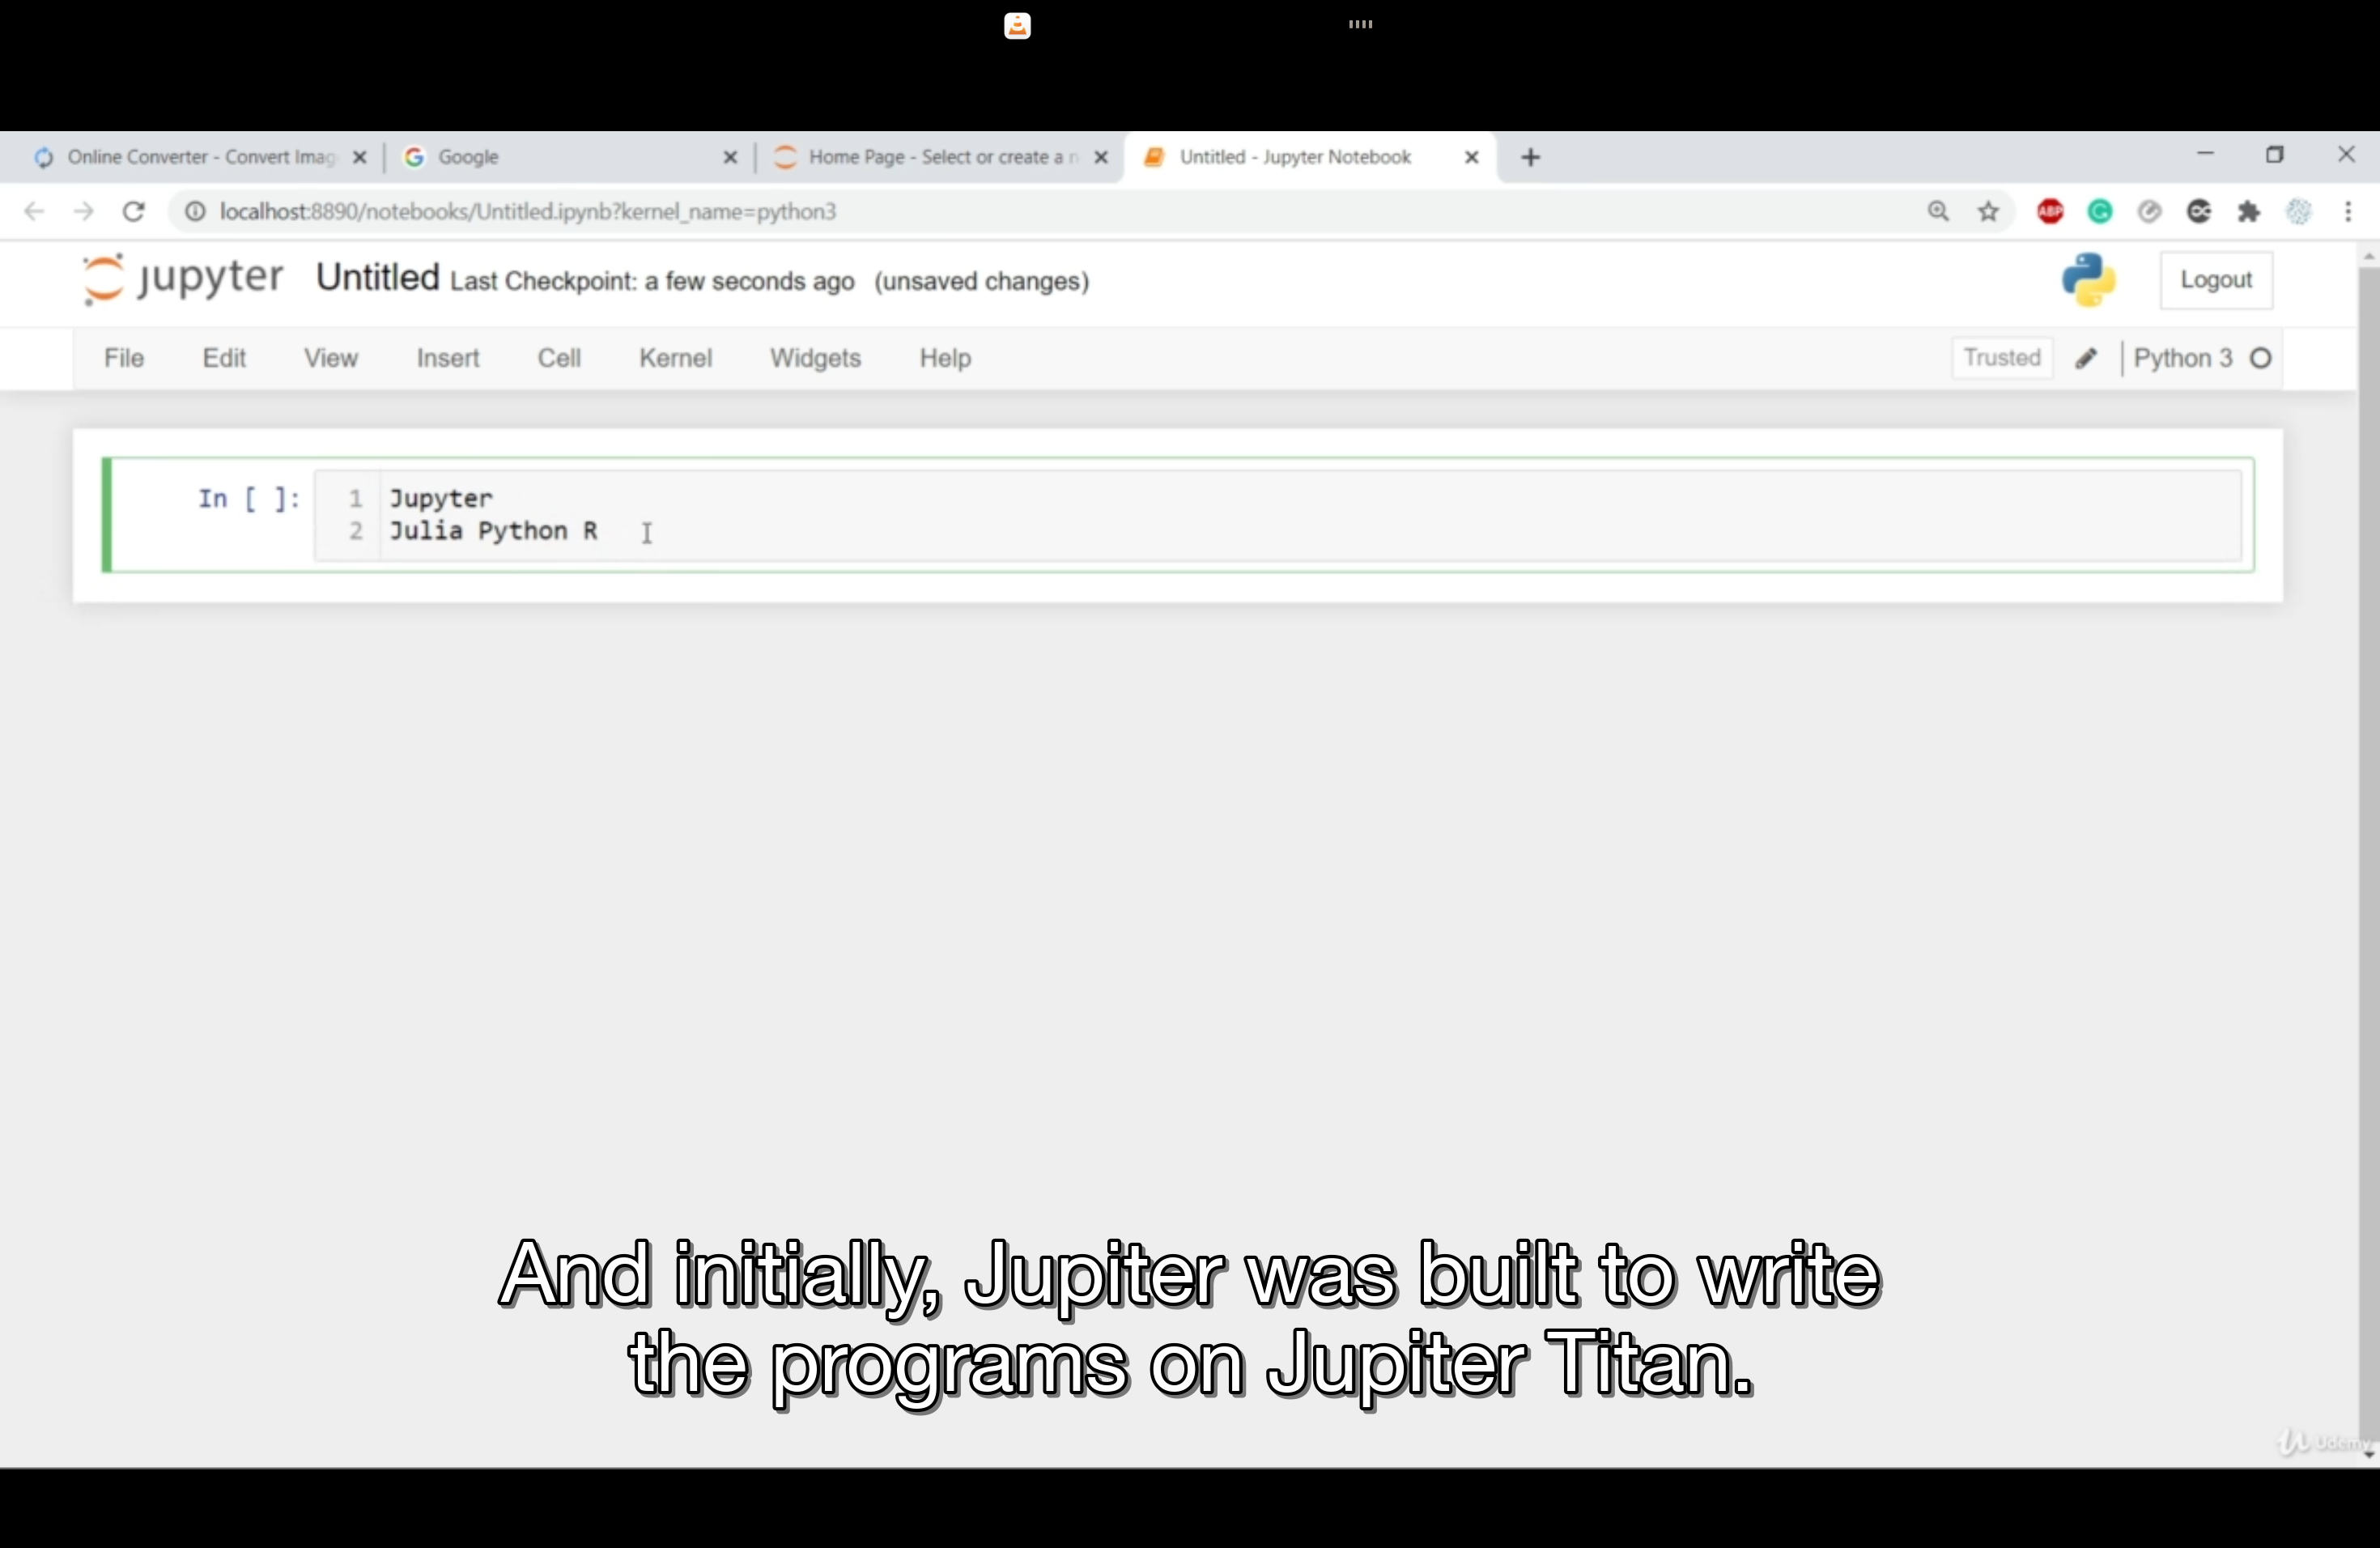 Online Converter - Convert Imag
Google
Home Page - Select or create a n
Untitled - Jupyter Notebook
localhost:8890/notebooks/Untitled.ipynb?kernel_name=python3
ABP
jupyter Untitled Last Checkpoint: a few seconds ago (unsaved changes)
Logout
File Edit View Insert Cell Kernel Widgets Help
Trusted Python 3
In [ ]: 1 Jupyter
2 Julia Python R
And initially, Jupiter was built to write
the programs on Jupiter Titan.
Udemy